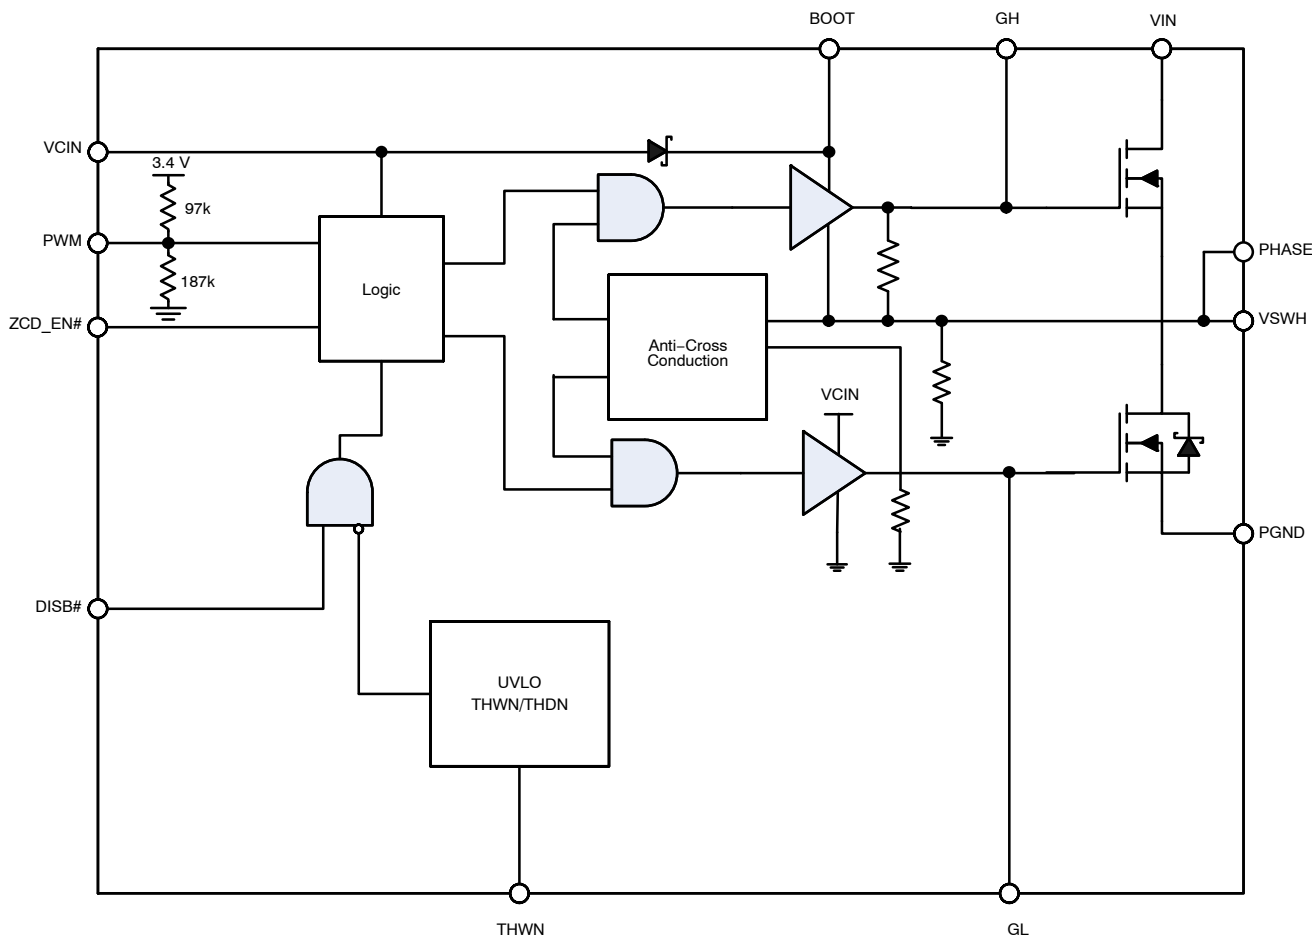 BOOT
GH
VIN
VCIN
3.4 V
97k
PWM
187k
ZCD_EN#
Logic
PHASE
VSWH
Anti−Cross
Conduction
VCIN
PGND
DISB#
UVLO
THWN/THDN
THWN
GL